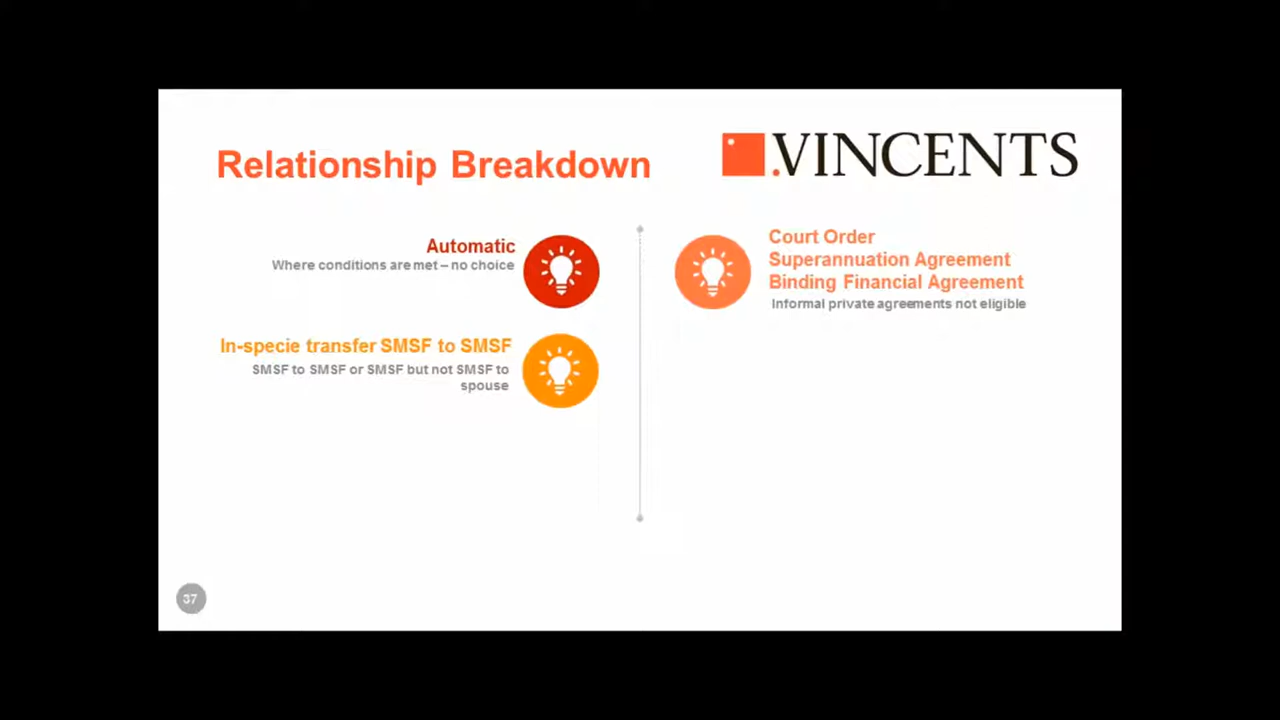 Relationship Breakdown
.VINCENTS
Automatic
Where conditions are met – no choice
In-specie transfer SMSF to SMSF
SMSF to SMSF or SMSF but not SMSF to
spouse
Court Order
Superannuation Agreement
Binding Financial Agreement
Informal private agreements not eligible
37